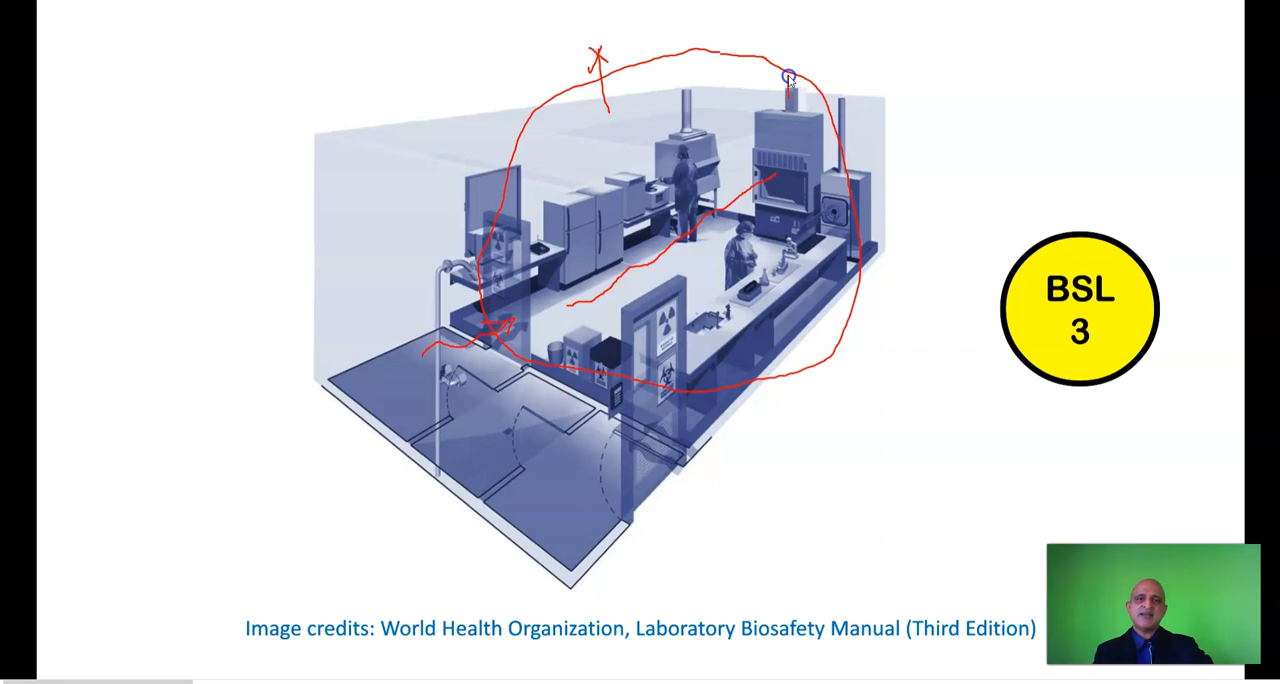 BSL
3
Image credits: World Health Organization, Laboratory Biosafety Manual (Third Edition)